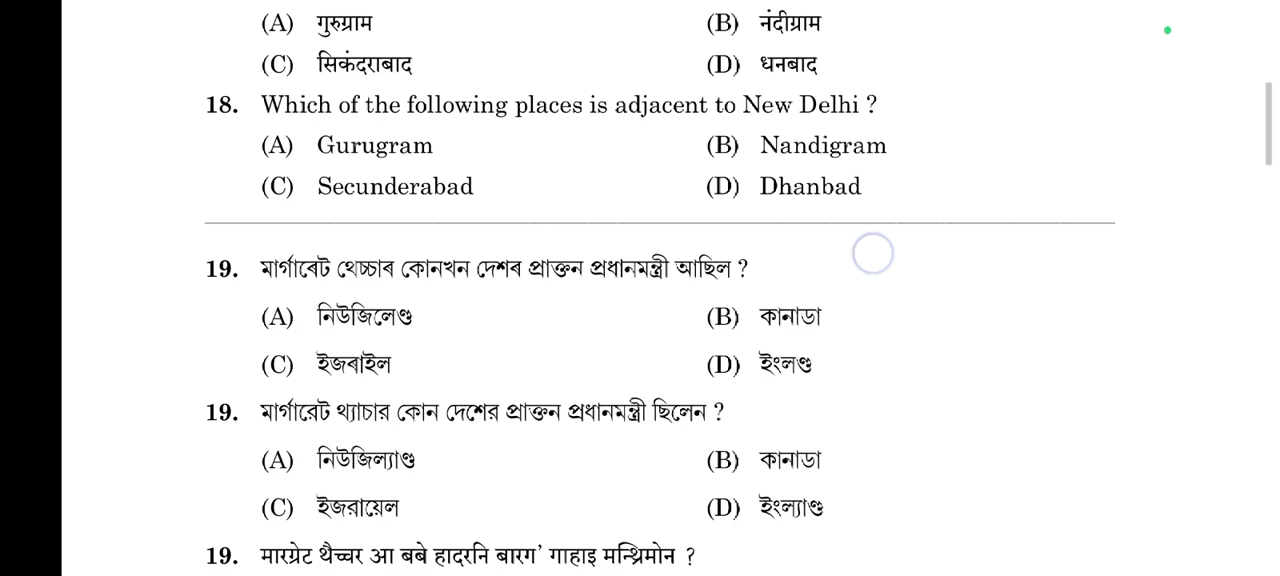 (A) गुरुग्राम (B) नंदीग्राम
(C) सिकंदराबाद (D) धनबाद
18. Which of the following places is adjacent to New Delhi ?
(A) Gurugram (B) Nandigram
(C) Secunderabad (D) Dhanbad
19. মার্গাৰেট থেচ্চাৰ কোনখন দেশৰ প্ৰাক্তন প্ৰধানমন্ত্ৰী আছিল ?
(A) নিউজিলেণ্ড (B) কানাডা
(C) ইজৰাইল (D) ইংলণ্ড
19. মার্গারেট থ্যাচার কোন দেশের প্রাক্তন প্রধানমন্ত্রী ছিলেন ?
(A) নিউজিল্যাণ্ড (B) কানাডা
(C) ইজরায়েল (D) ইংল্যাণ্ড
19. मारग्रेट थैच्चर आ बबे हादरनि बारग’ गाहाइ मन्थ्रिमोन ?